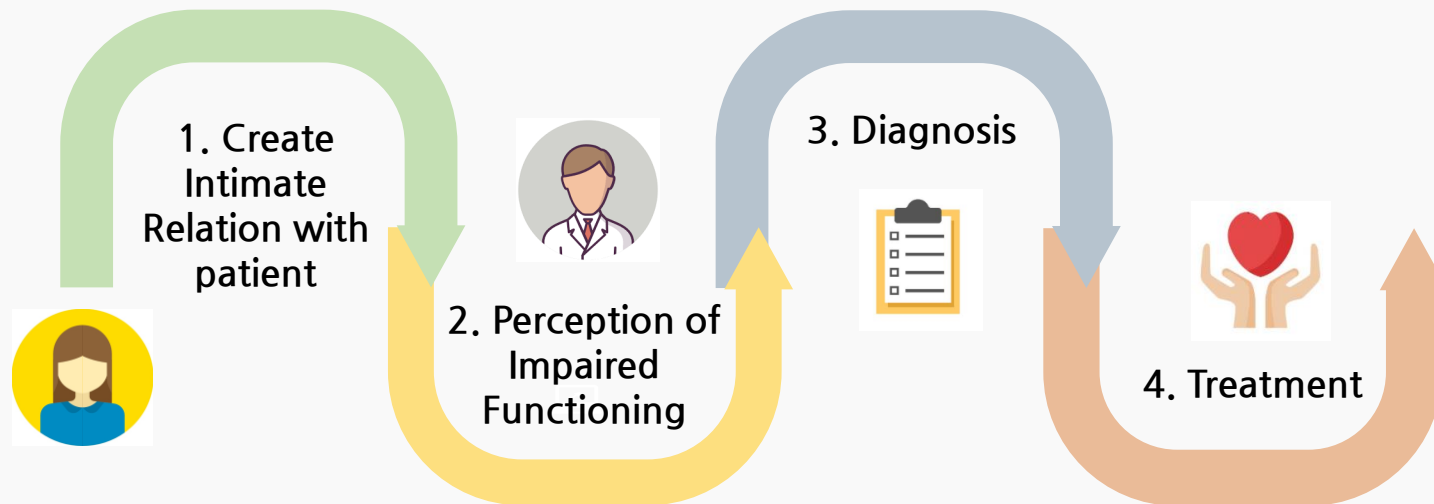 1. Create
Intimate
Relation with
patient
2. Perception of
Impaired
Functioning
3. Diagnosis
4. Treatment